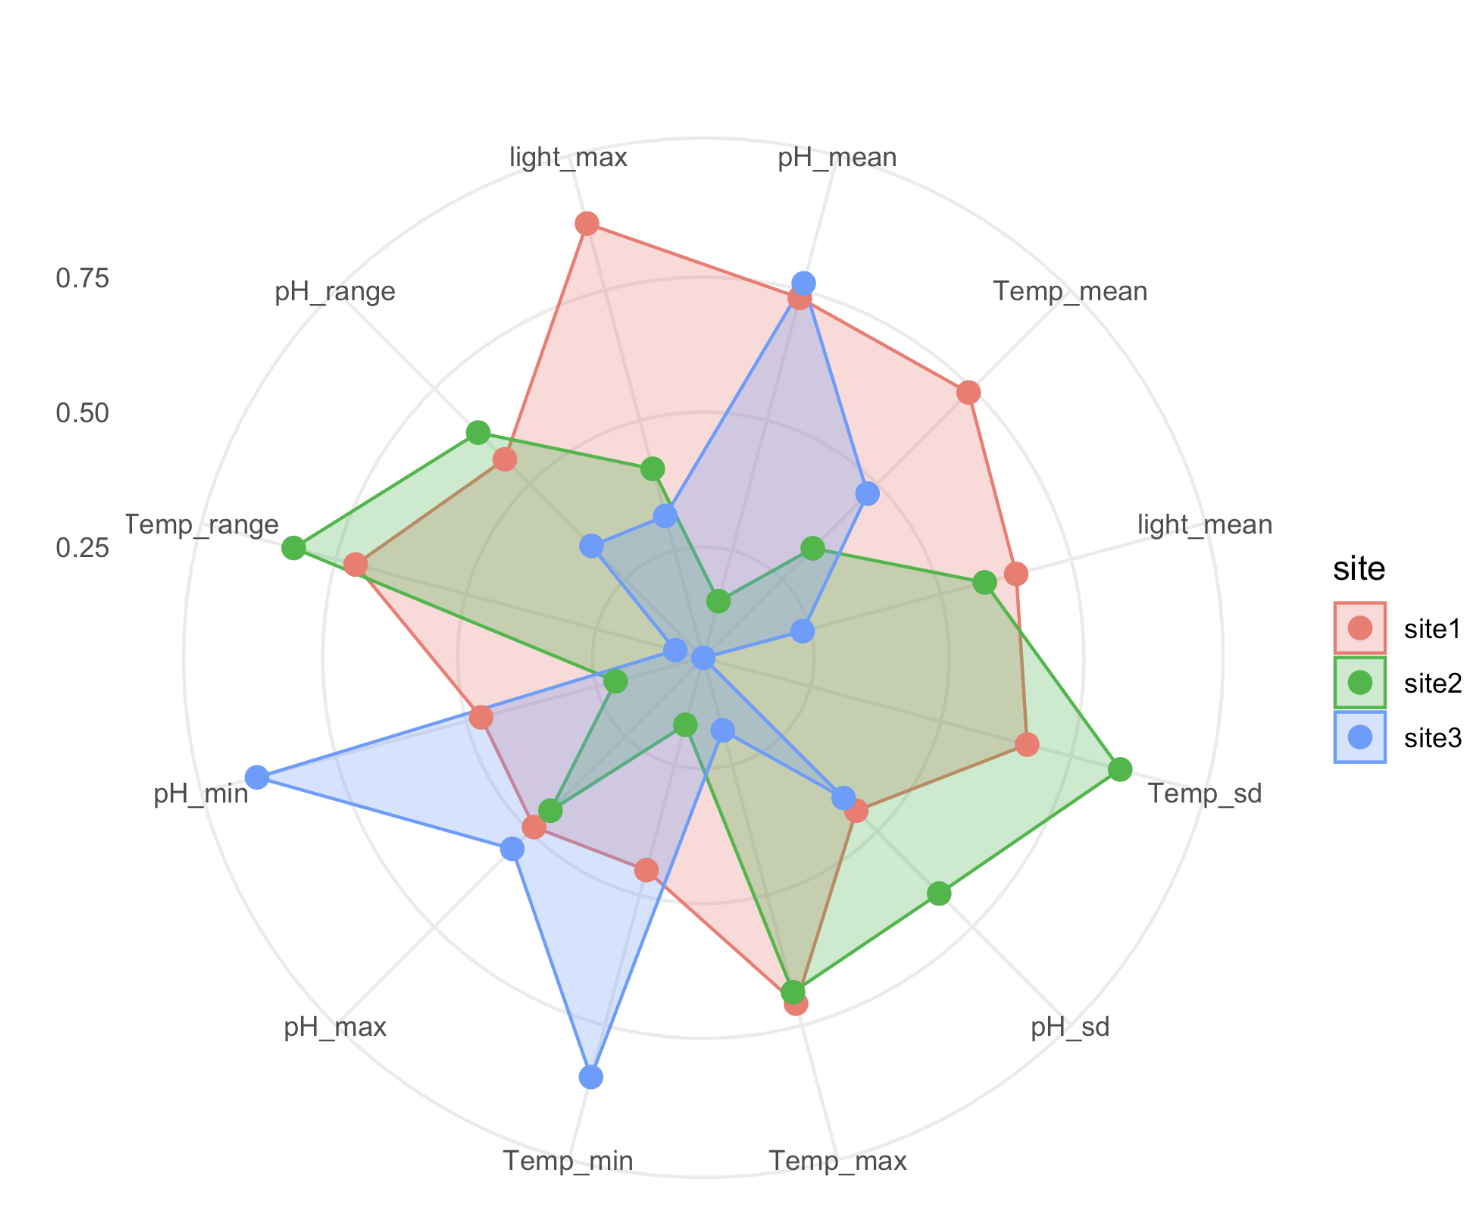 light_max
pH_mean
0.75
pH_range
Temp_mean
0.50
Temp_range
light_mean
0.25
site
site1
site2
site3
pH_min
Temp_sd
pH_max
pH_sd
Temp_min
Temp_max